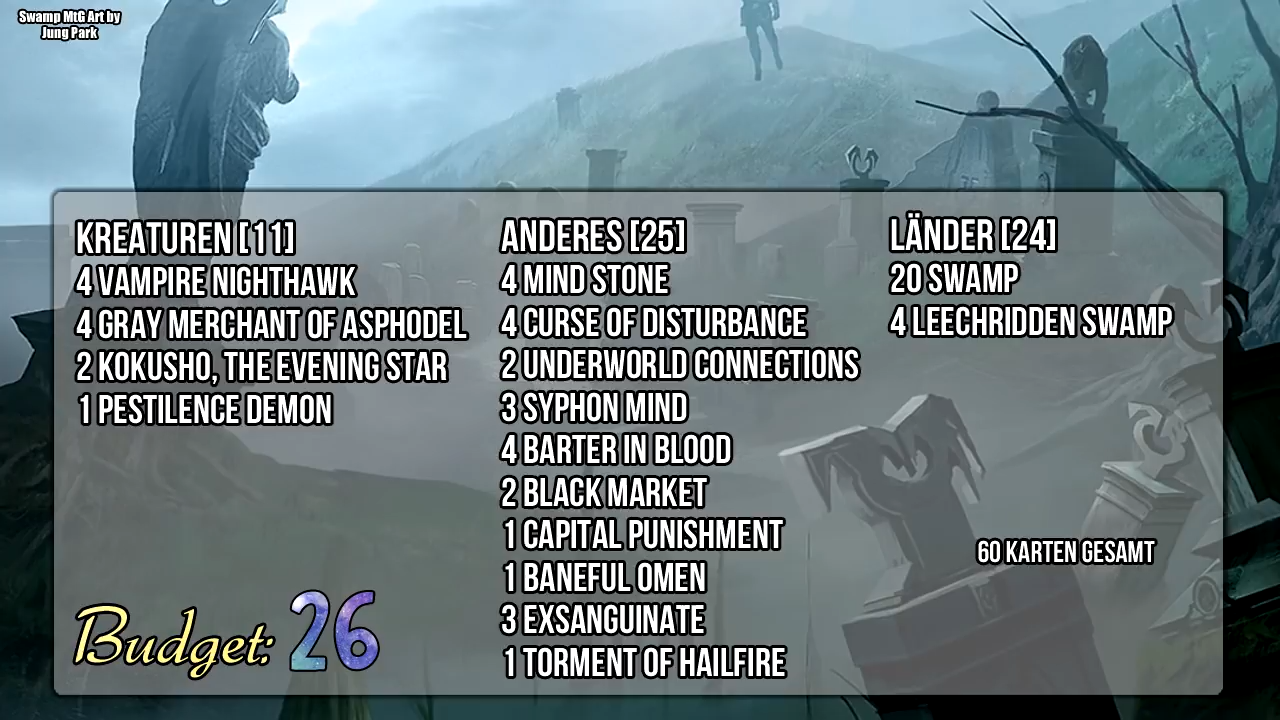 Swamp MtG Art by
Jung Park
KREATUREN [11]
4 VAMPIRE NIGHTHAWK
4 GRAY MERCHANT OF ASPHODEL
2 KOKUSHO, THE EVENING STAR
1 PESTILENCE DEMON
ANDERES [25]
4 MIND STONE
4 CURSE OF DISTURBANCE
2 UNDERWORLD CONNECTIONS
3 SYPHON MIND
4 BARTER IN BLOOD
2 BLACK MARKET
1 CAPITAL PUNISHMENT
1 BANEFUL OMEN
3 EXSANGUINATE
1 TORMENT OF HAILFIRE
LÄNDER [24]
20 SWAMP
4 LEECHRIDDEN SWAMP
60 KARTEN GESAMT
Budget: 26